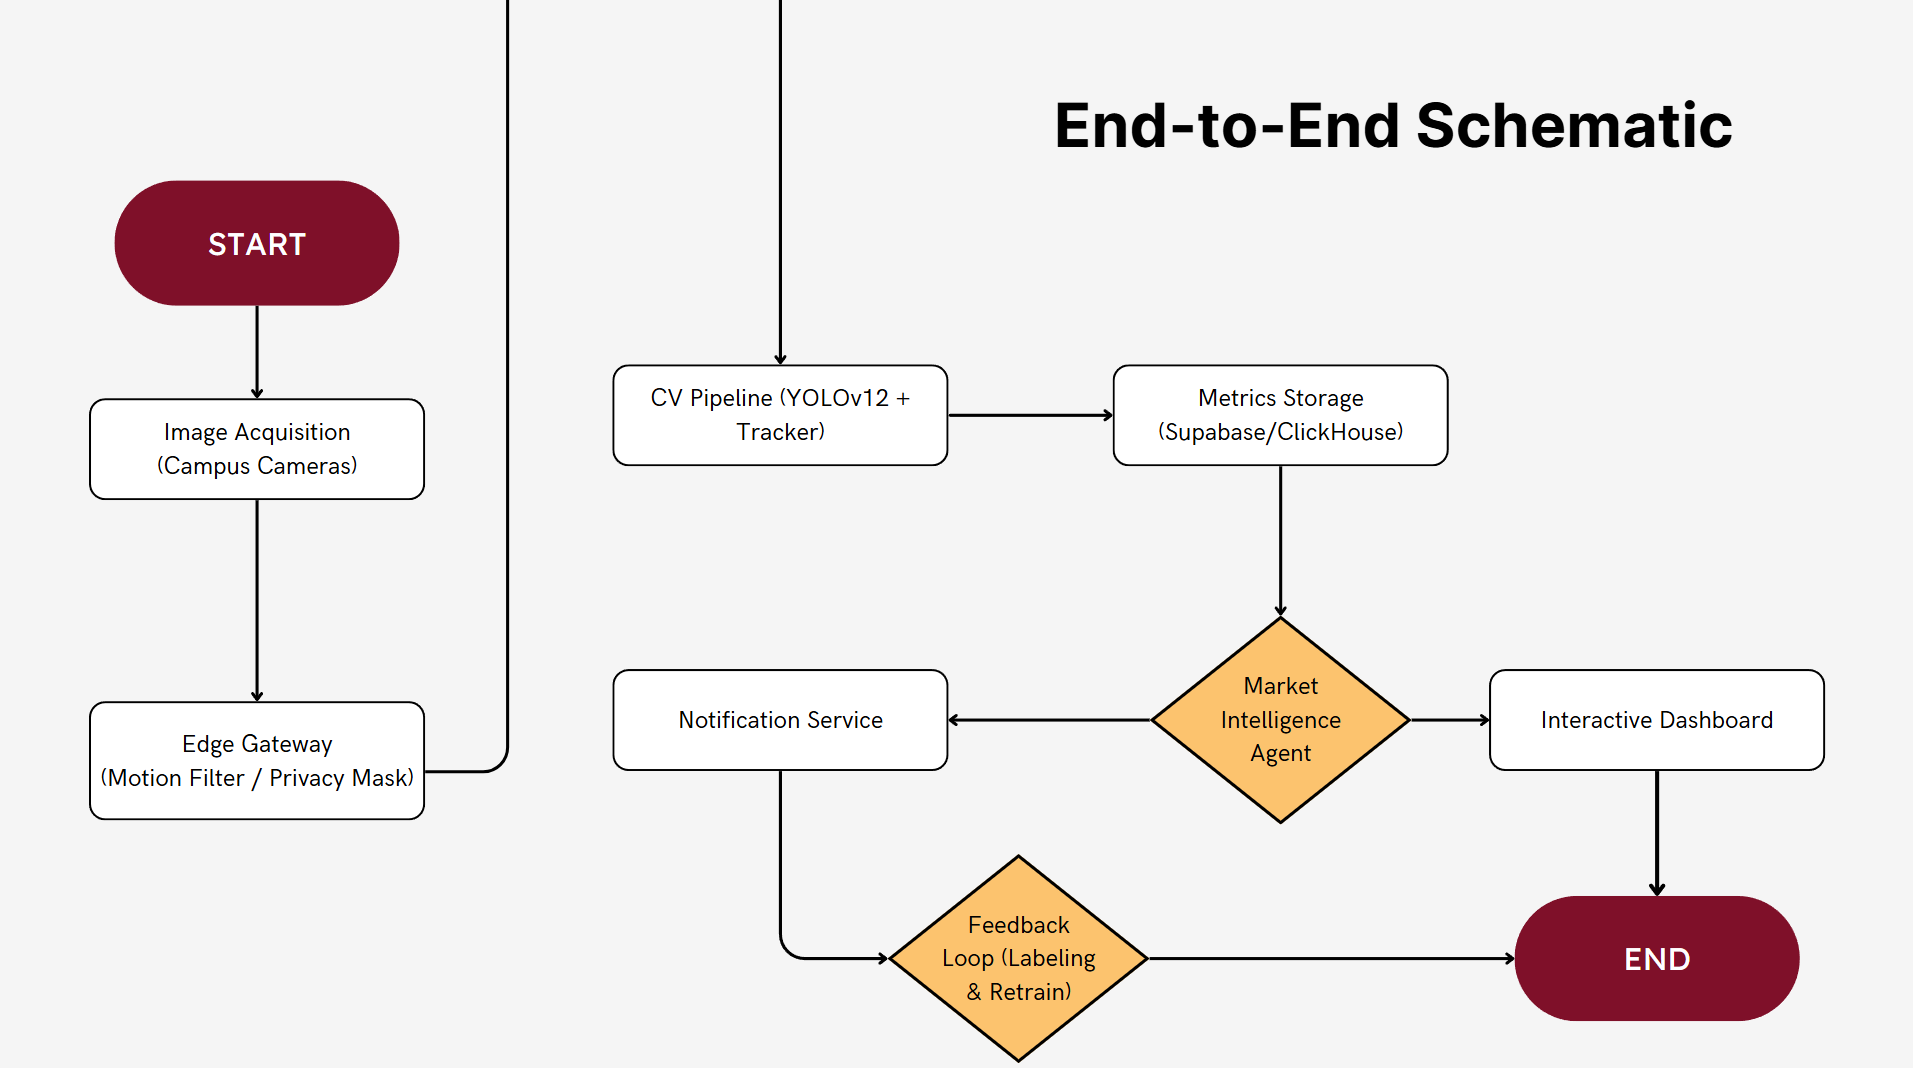 End-to-End Schematic
START
Image Acquisition
(Campus Cameras)
Edge Gateway
(Motion Filter / Privacy Mask)
CV Pipeline (YOLOv12 +
Tracker)
Metrics Storage
(Supabase/ClickHouse)
Market
Intelligence
Agent
Notification Service
Interactive Dashboard
Feedback
Loop (Labeling
& Retrain)
END